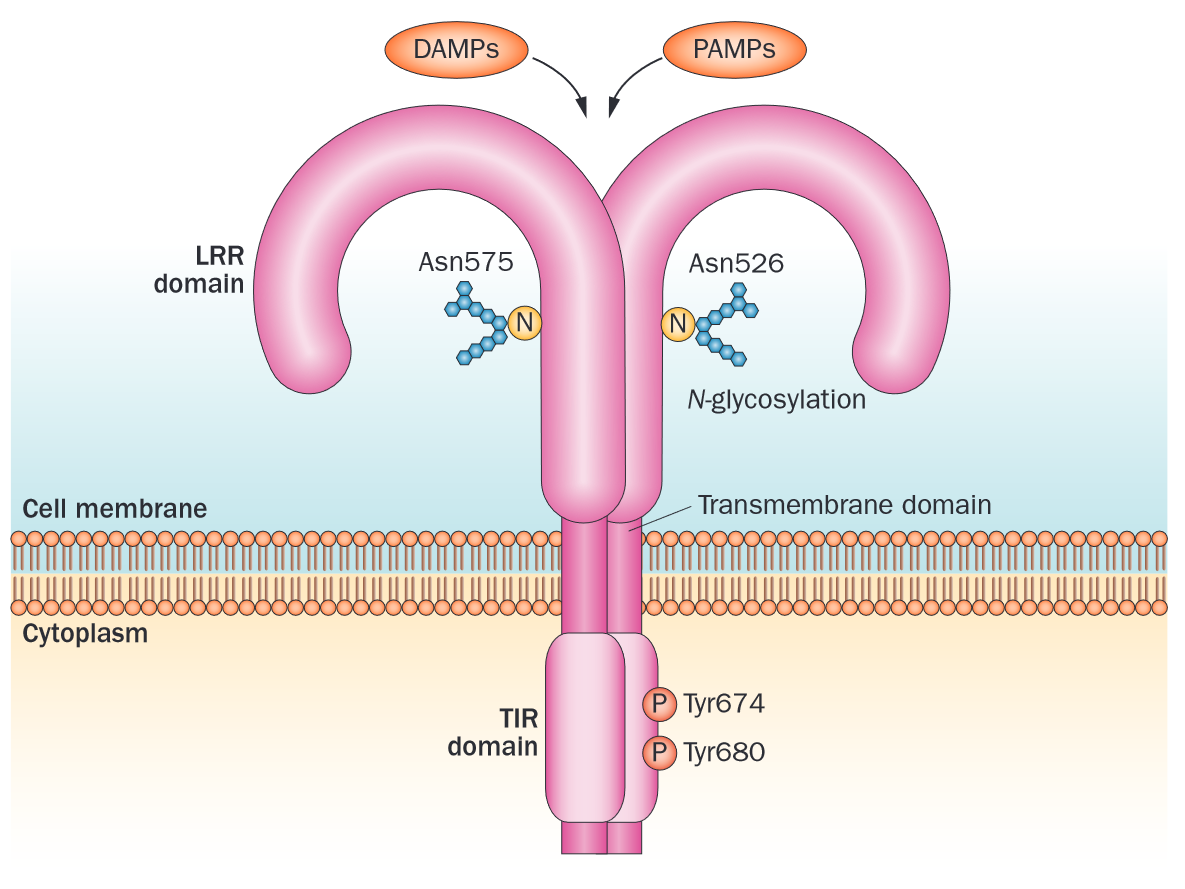 DAMPs
PAMPs
LRR
domain
Asn575
Asn526
N
N
N-glycosylation
Cell membrane
Transmembrane domain
Cytoplasm
TIR
domain
P Tyr674
P Tyr680